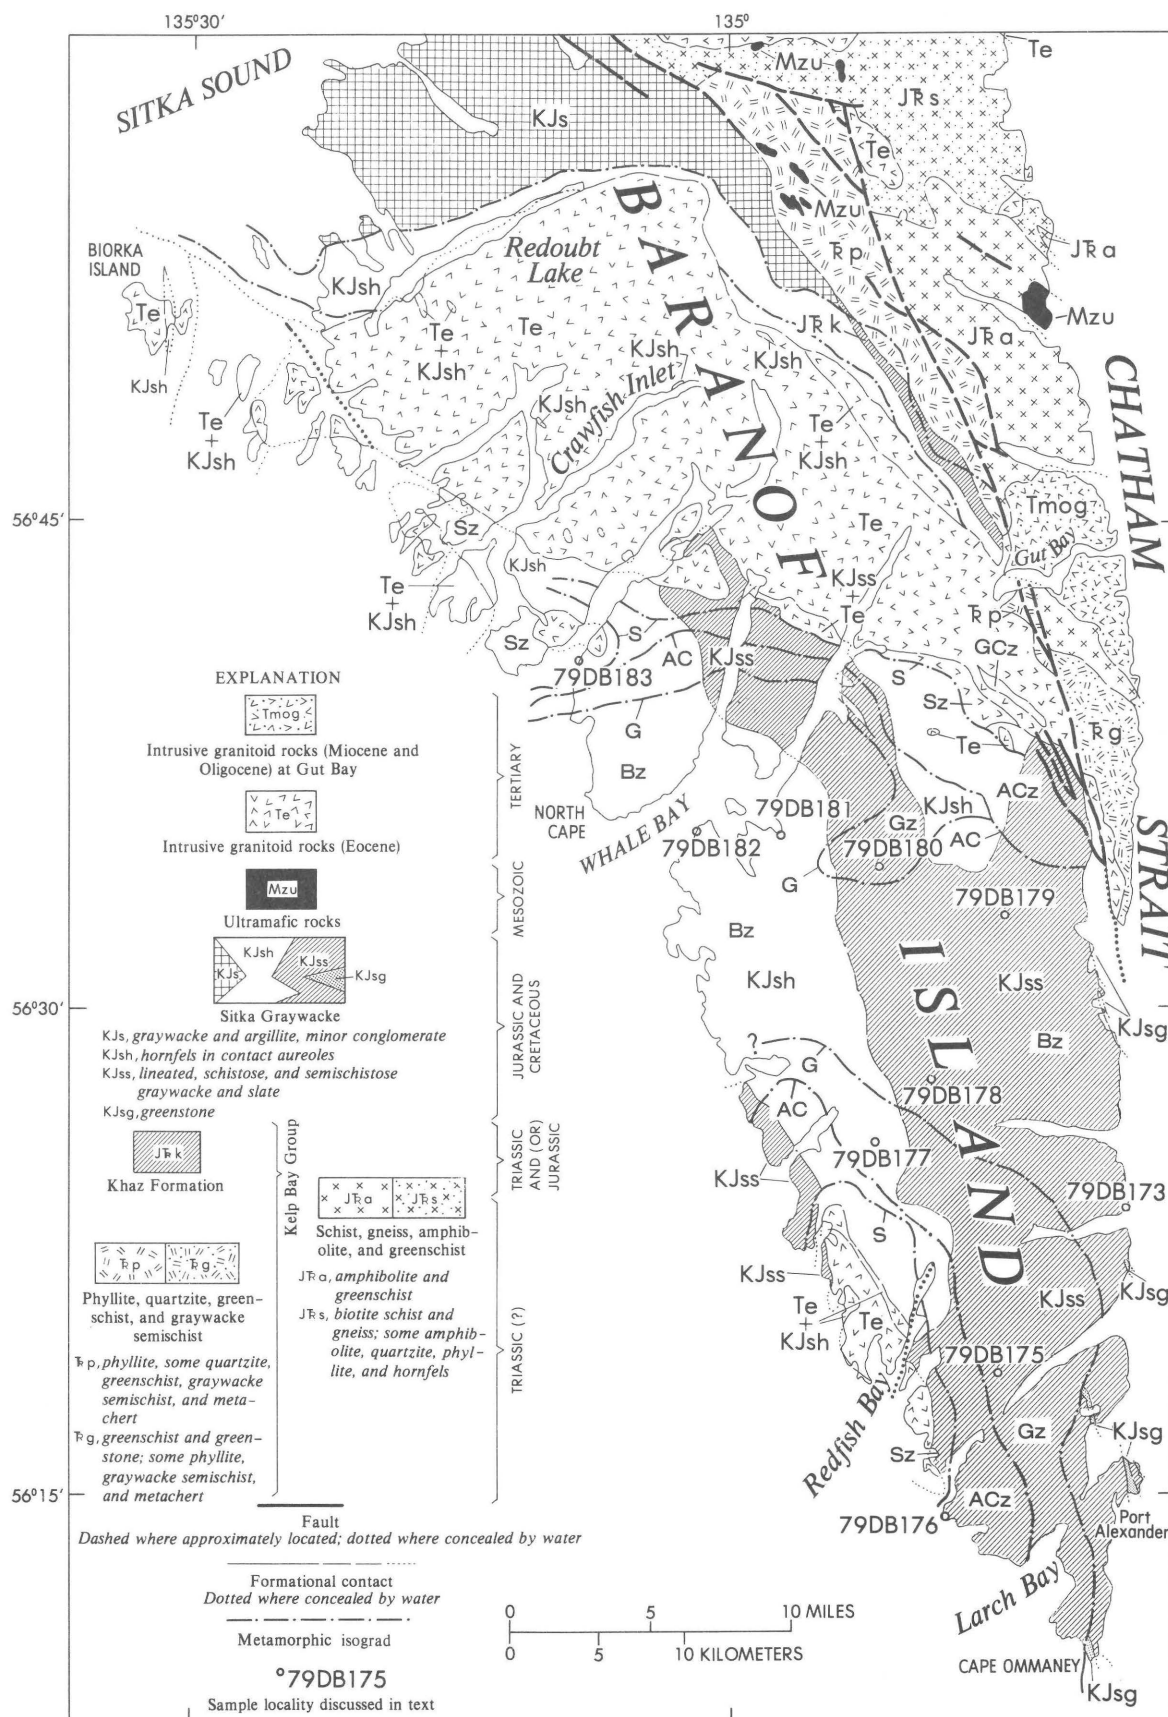 135°30′
135°
SITKA SOUND
Te
Mzu
JTRs
KJs
Te
Mzu
BARANOF
BIORKA
ISLAND
Redoubt
Lake
TRp
JTRa
KJsh
Te
Mzu
JTRk
Te
+
KJsh
Te
KJsh
KJsh
JTRa
KJsh
KJsh
Crawfish Inlet
Te
+
KJsh
Te
+
KJsh
CHATHAM
56°45′
Sz
Te
Tmog
Gut Bay
KJsh
Te
+
KJsh
KJss
+
Te
TRp
Sz
S
AC
KJss
GCz
79DB183
S
Sz
TRg
G
Te
Bz
ACz
NORTH
CAPE
KJsh
WHALE BAY
79DB181
Gz
79DB182
79DB180
AC
G
STRAIT
79DB179
Bz
ISLAND
KJsh
KJss
56°30′
KJsg
Bz
?
G
79DB178
AC
79DB177
KJss
79DB173
S
KJss
KJss
KJsg
Te
+
KJsh
Te
79DB175
Redfish Bay
Gz
KJsg
Sz
ACz
56°15′
79DB176
Port
Alexander
Larch Bay
CAPE OMMANEY
KJsg
EXPLANATION
Tmog
Intrusive granitoid rocks (Miocene and
Oligocene) at Gut Bay
Te
Intrusive granitoid rocks (Eocene)
TERTIARY
Mzu
Ultramafic rocks
MESOZOIC
KJs
KJsh
KJss
KJsg
Sitka Graywacke
KJs, graywacke and argillite, minor conglomerate
KJsh, hornfels in contact aureoles
KJss, lineated, schistose, and semischistose
graywacke and slate
KJsg, greenstone
JURASSIC AND
CRETACEOUS
JTRk
Khaz Formation
Kelp Bay Group
TRIASSIC
AND (OR)
JURASSIC
TRp TRg
Phyllite, quartzite, green-
schist, and graywacke
semischist
TRp, phyllite, some quartzite,
greenschist, graywacke
semischist, and meta-
chert
TRg, greenschist and green-
stone; some phyllite,
graywacke semischist,
and metachert
JTRa JTRs
Schist, gneiss, amphib-
olite, and greenschist
JTRa, amphibolite and
greenschist
JTRs, biotite schist and
gneiss; some amphib-
olite, quartzite, phyl-
lite, and hornfels
TRIASSIC (?)
Fault
Dashed where approximately located; dotted where concealed by water
Formational contact
Dotted where concealed by water
Metamorphic isograd
°79DB175
Sample locality discussed in text
0 5 10 MILES
0 5 10 KILOMETERS